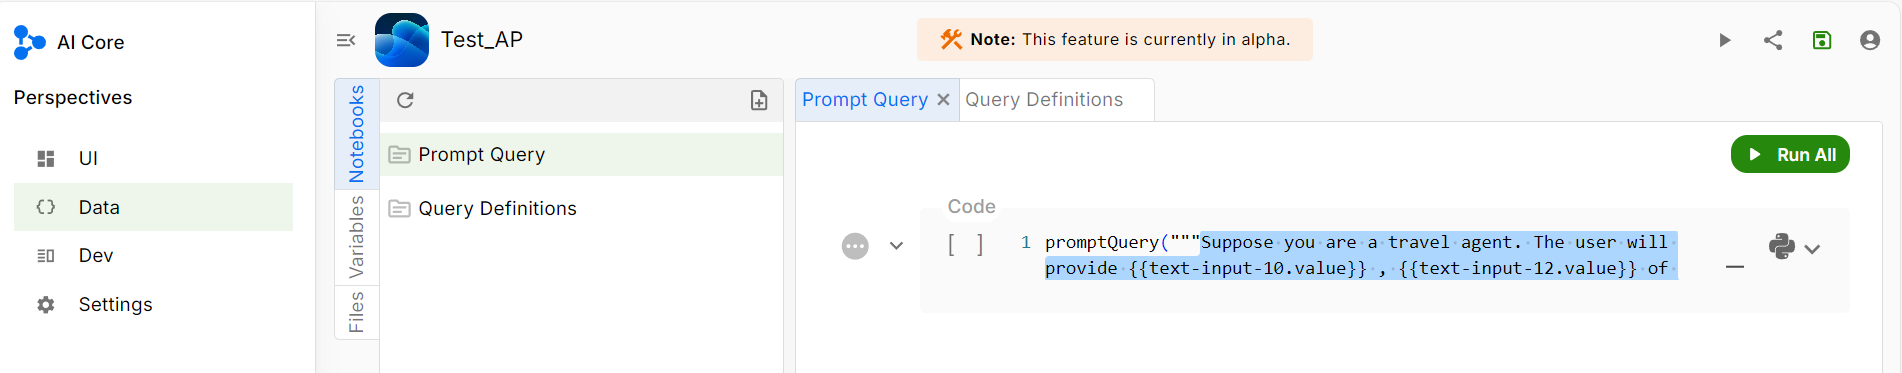 AI Core
Perspectives
UI
Data
Dev
Settings
Test_AP
Note: This feature is currently in alpha.
Notebooks
Variables
Files
Prompt Query
Query Definitions
Prompt Query
Query Definitions
Run All
Code
[ ]
1 promptQuery("""Suppose you are a travel agent. The user will
provide {{text-input-10.value}} , {{text-input-12.value}} of